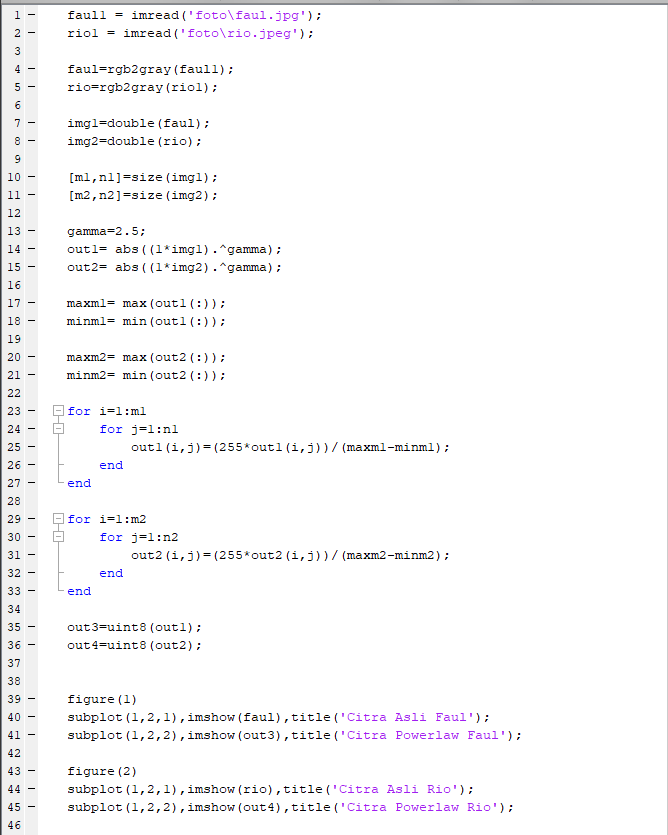 1 - faul1 = imread('foto\faul.jpg');
2 - rio1 = imread('foto\rio.jpeg');
3
4 - faul=rgb2gray(faul1);
5 - rio=rgb2gray(rio1);
6
7 - img1=double(faul);
8 - img2=double(rio);
9
10 - [m1,n1]=size(img1);
11 - [m2,n2]=size(img2);
12
13 - gamma=2.5;
14 - out1= abs((1*img1).^gamma);
15 - out2= abs((1*img2).^gamma);
16
17 - maxm1= max(out1(:));
18 - minm1= min(out1(:));
19
20 - maxm2= max(out2(:));
21 - minm2= min(out2(:));
22
23 - for i=1:m1
24 - for j=1:n1
25 - out1(i,j)=(255*out1(i,j))/(maxm1-minm1);
26 - end
27 - end
28
29 - for i=1:m2
30 - for j=1:n2
31 - out2(i,j)=(255*out2(i,j))/(maxm2-minm2);
32 - end
33 - end
34
35 - out3=uint8(out1);
36 - out4=uint8(out2);
37
38
39 - figure(1)
40 - subplot(1,2,1),imshow(faul),title('Citra Asli Faul');
41 - subplot(1,2,2),imshow(out3),title('Citra Powerlaw Faul');
42
43 - figure(2)
44 - subplot(1,2,1),imshow(rio),title('Citra Asli Rio');
45 - subplot(1,2,2),imshow(out4),title('Citra Powerlaw Rio');
46